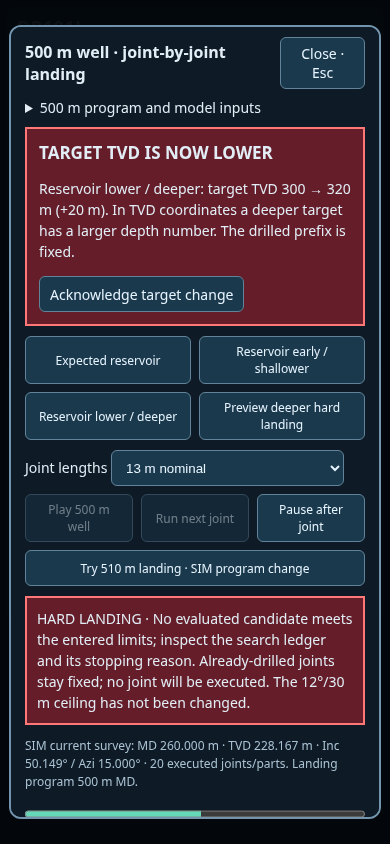 500 m well · joint-by-joint
landing
Close ·
Esc
▶ 500 m program and model inputs
TARGET TVD IS NOW LOWER
Reservoir lower / deeper: target TVD 300 → 320
m (+20 m). In TVD coordinates a deeper target
has a larger depth number. The drilled prefix is
fixed.
Acknowledge target change
Expected reservoir
Reservoir early /
shallower
Reservoir lower / deeper
Preview deeper hard
landing
Joint lengths
13 m nominal
Play 500 m
well
Run next joint
Pause after
joint
Try 510 m landing · SIM program change
HARD LANDING · No evaluated candidate meets
the entered limits; inspect the search ledger
and its stopping reason. Already-drilled joints
stay fixed; no joint will be executed. The 12°/30
m ceiling has not been changed.
SIM current survey: MD 260.000 m · TVD 228.167 m · Inc
50.149° / Azi 15.000° · 20 executed joints/parts. Landing
program 500 m MD.